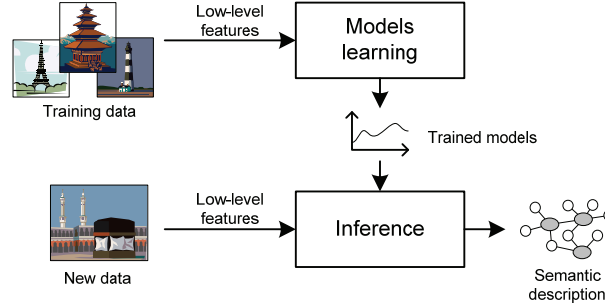 Low-level
features
Models
learning
Training data
Trained models
Low-level
features
Inference
New data
Semantic
description